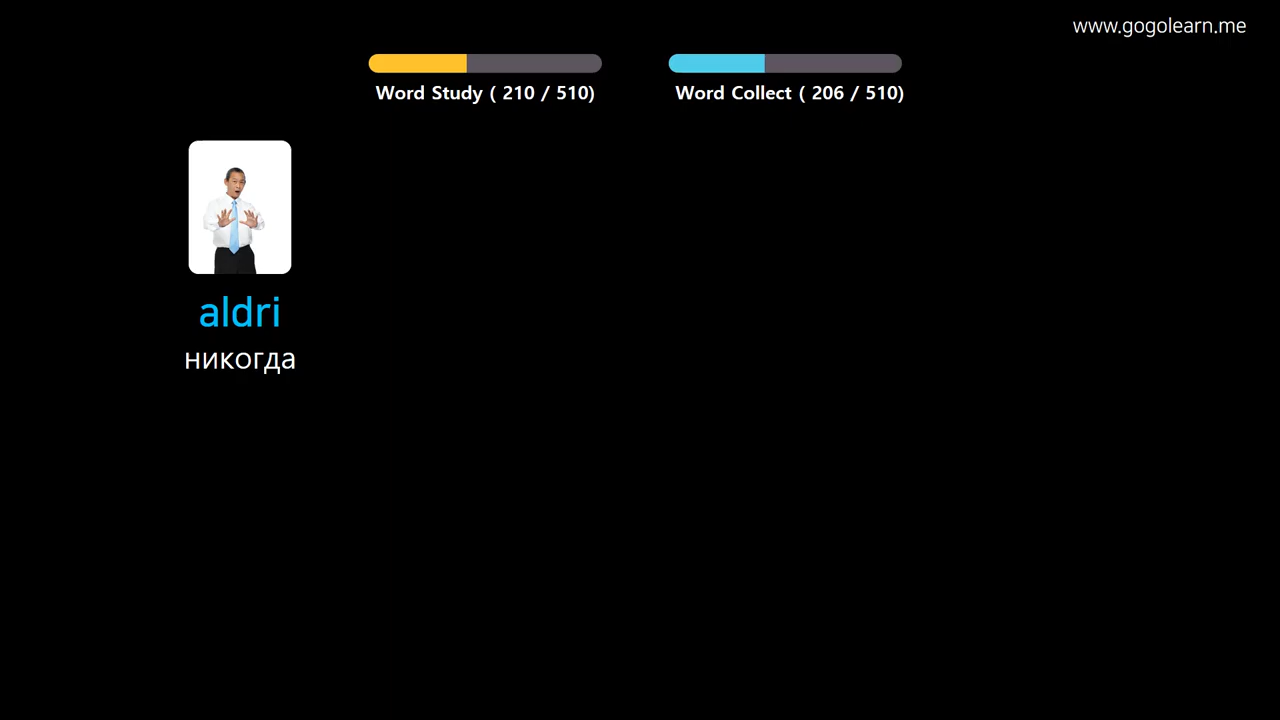 www.gogolearn.me
Word Study ( 210 / 510)
Word Collect ( 206 / 510)
aldri
никогда